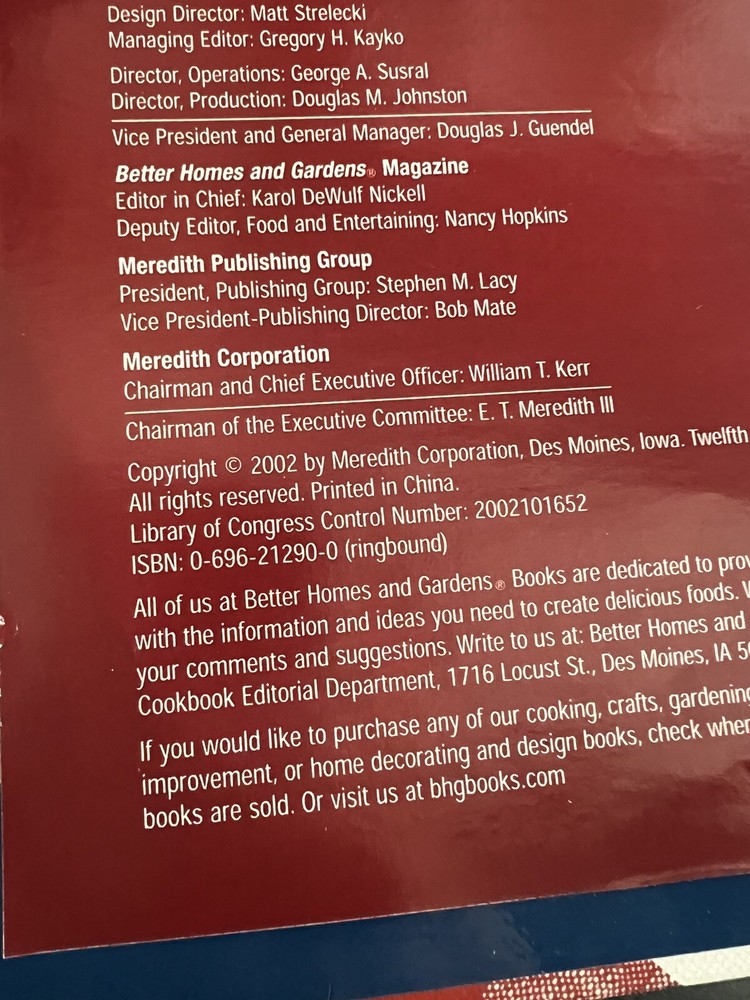 Design Director: Matt Strelecki
Managing Editor: Gregory H. Kayko
Director, Operations: George A. Susral
Director, Production: Douglas M. Johnston
Vice President and General Manager: Douglas J. Guendel
Better Homes and Gardens® Magazine
Editor in Chief: Karol DeWulf Nickell
Deputy Editor, Food and Entertaining: Nancy Hopkins
Meredith Publishing Group
President, Publishing Group: Stephen M. Lacy
Vice President-Publishing Director: Bob Mate
Meredith Corporation
Chairman and Chief Executive Officer: William T. Kerr
Chairman of the Executive Committee: E. T. Meredith III
Copyright © 2002 by Meredith Corporation, Des Moines, Iowa. Twelfth
All rights reserved. Printed in China.
Library of Congress Control Number: 2002101652
ISBN: 0-696-21290-0 (ringbound)
All of us at Better Homes and Gardens® Books are dedicated to
with the information and ideas you need to create delicious foods.
your comments and suggestions. Write to us at: Better Homes and
Cookbook Editorial Department, 1716 Locust St., Des Moines, IA
If you would like to purchase any of our cooking, crafts, gardening
improvement, or home decorating and design books, check
books are sold. Or visit us at bhgbooks.com